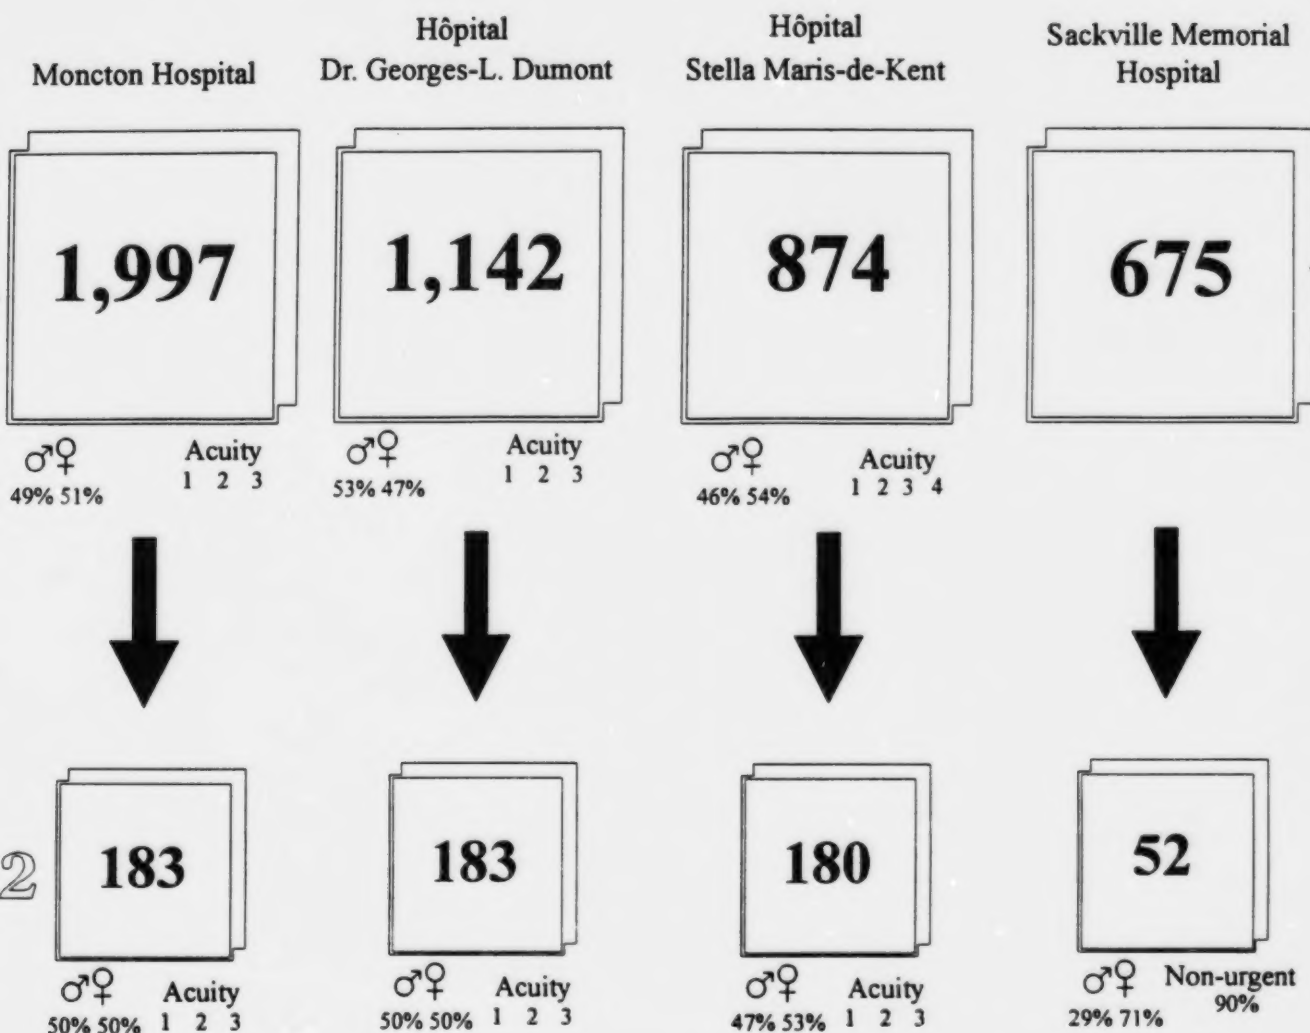 Moncton Hospital
Hôpital
Dr. Georges-L. Dumont
Hôpital
Stella Maris-de-Kent
Sackville Memorial
Hospital
1,997
1,142
874
675
♂♀ Acuity
49% 51% 1 2 3
♂♀ Acuity
53% 47% 1 2 3
♂♀ Acuity
46% 54% 1 2 3 4
2
183
183
180
52
♂♀ Acuity
50% 50% 1 2 3
♂♀ Acuity
50% 50% 1 2 3
♂♀ Acuity
47% 53% 1 2 3
♂♀ Non-urgent
29% 71% 90%